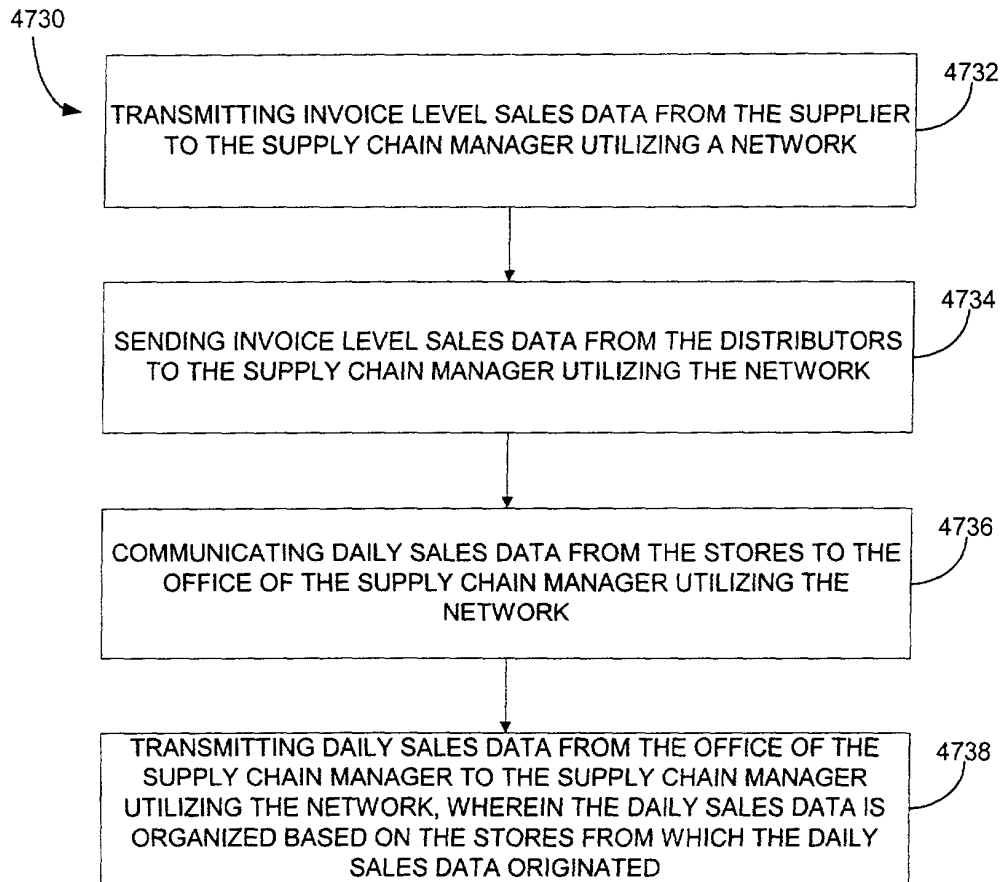 4730
4732
TRANSMITTING INVOICE LEVEL SALES DATA FROM THE SUPPLIER
TO THE SUPPLY CHAIN MANAGER UTILIZING A NETWORK
4734
SENDING INVOICE LEVEL SALES DATA FROM THE DISTRIBUTORS
TO THE SUPPLY CHAIN MANAGER UTILIZING THE NETWORK
4736
COMMUNICATING DAILY SALES DATA FROM THE STORES TO THE
OFFICE OF THE SUPPLY CHAIN MANAGER UTILIZING THE
NETWORK
4738
TRANSMITTING DAILY SALES DATA FROM THE OFFICE OF THE
SUPPLY CHAIN MANAGER TO THE SUPPLY CHAIN MANAGER
UTILIZING THE NETWORK, WHEREIN THE DAILY SALES DATA IS
ORGANIZED BASED ON THE STORES FROM WHICH THE DAILY
SALES DATA ORIGINATED